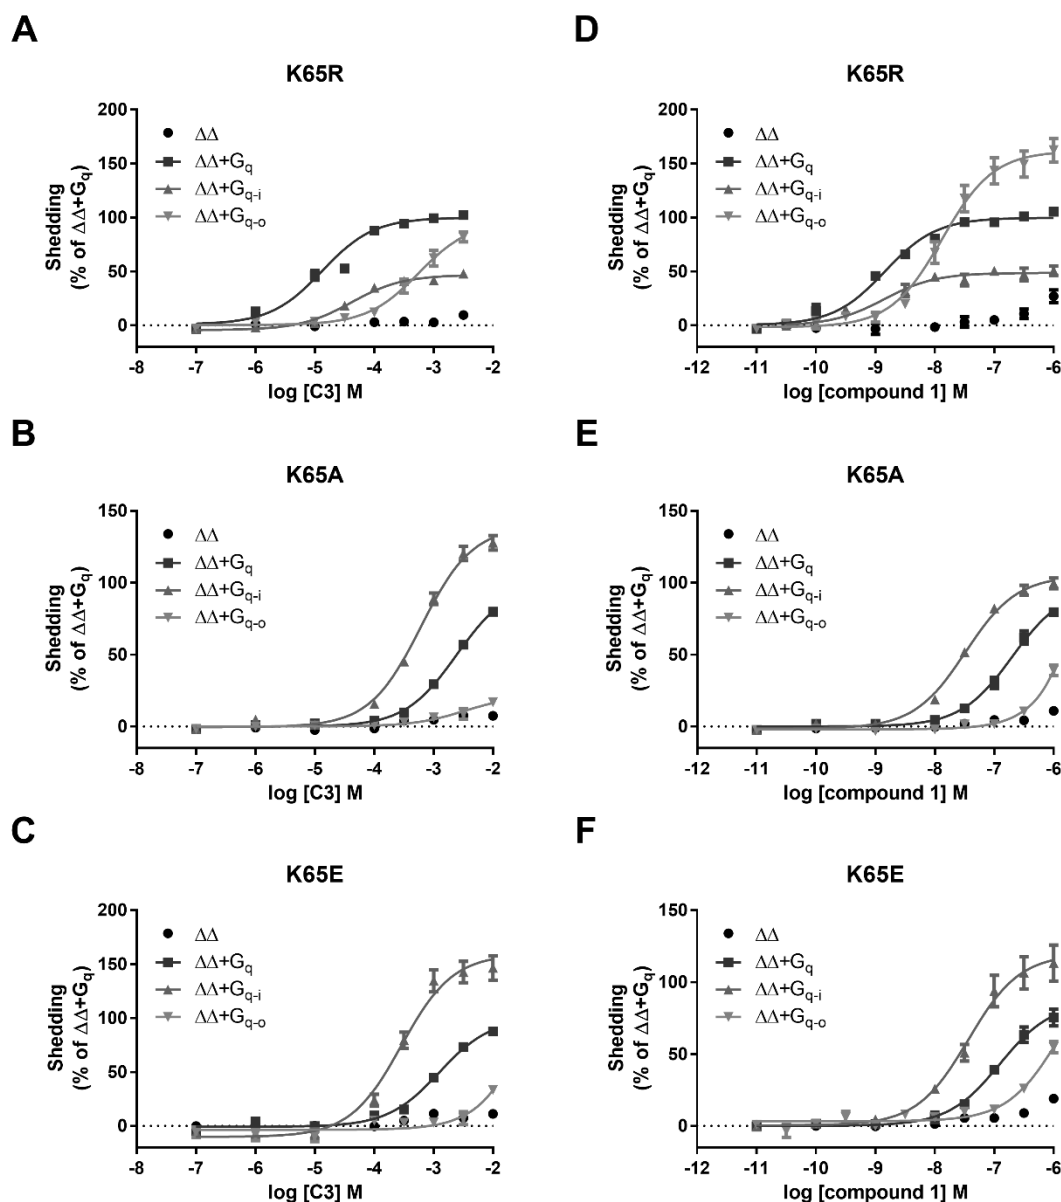 A
K65R
Shedding
(% of ΔΔ+Gq)
200
150
100
50
0
ΔΔ
ΔΔ+Gq
ΔΔ+Gq-i
ΔΔ+Gq-o
-8 -7 -6 -5 -4 -3 -2
log [C3] M
D
K65R
Shedding
(% of ΔΔ+Gq)
200
150
100
50
0
ΔΔ
ΔΔ+Gq
ΔΔ+Gq-i
ΔΔ+Gq-o
-12 -11 -10 -9 -8 -7 -6
log [compound 1] M
B
K65A
Shedding
(% of ΔΔ+Gq)
150
100
50
0
ΔΔ
ΔΔ+Gq
ΔΔ+Gq-i
ΔΔ+Gq-o
-8 -7 -6 -5 -4 -3 -2
log [C3] M
E
K65A
Shedding
(% of ΔΔ+Gq)
150
100
50
0
ΔΔ
ΔΔ+Gq
ΔΔ+Gq-i
ΔΔ+Gq-o
-12 -11 -10 -9 -8 -7 -6
log [compound 1] M
C
K65E
Shedding
(% of ΔΔ+Gq)
200
150
100
50
0
ΔΔ
ΔΔ+Gq
ΔΔ+Gq-i
ΔΔ+Gq-o
-8 -7 -6 -5 -4 -3 -2
log [C3] M
F
K65E
Shedding
(% of ΔΔ+Gq)
150
100
50
0
ΔΔ
ΔΔ+Gq
ΔΔ+Gq-i
ΔΔ+Gq-o
-12 -11 -10 -9 -8 -7 -6
log [compound 1] M